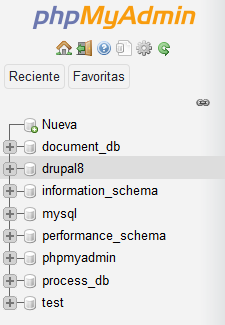 phpMyAdmin
Reciente Favoritas
Nueva
document_db
drupal8
information_schema
mysql
performance_schema
phpmyadmin
process_db
test